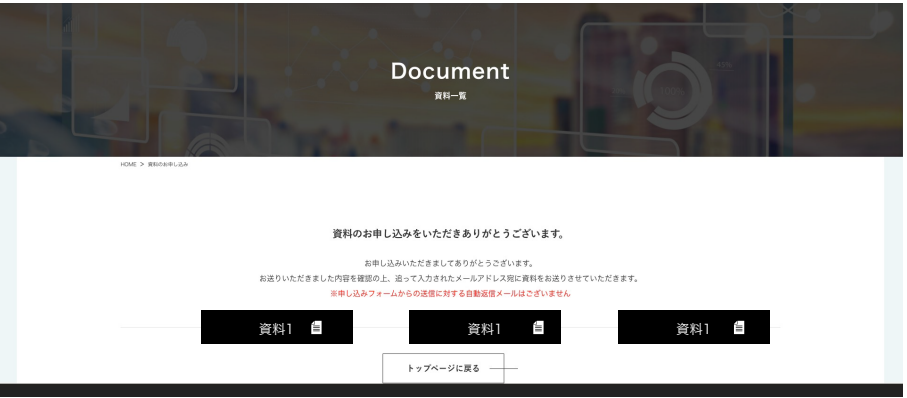 Document
資料一覧
45%
100%
HOME > 資料のお申し込み
資料のお申し込みをいただきありがとうございます。
お申し込みいただきましてありがとうございます。
お送りいただきました内容を確認の上、追って入力されたメールアドレス宛に資料をお送りさせていただきます。
※申し込みフォームからの送信に対する自動返信メールはございません
資料1
資料1
資料1
トップページに戻る